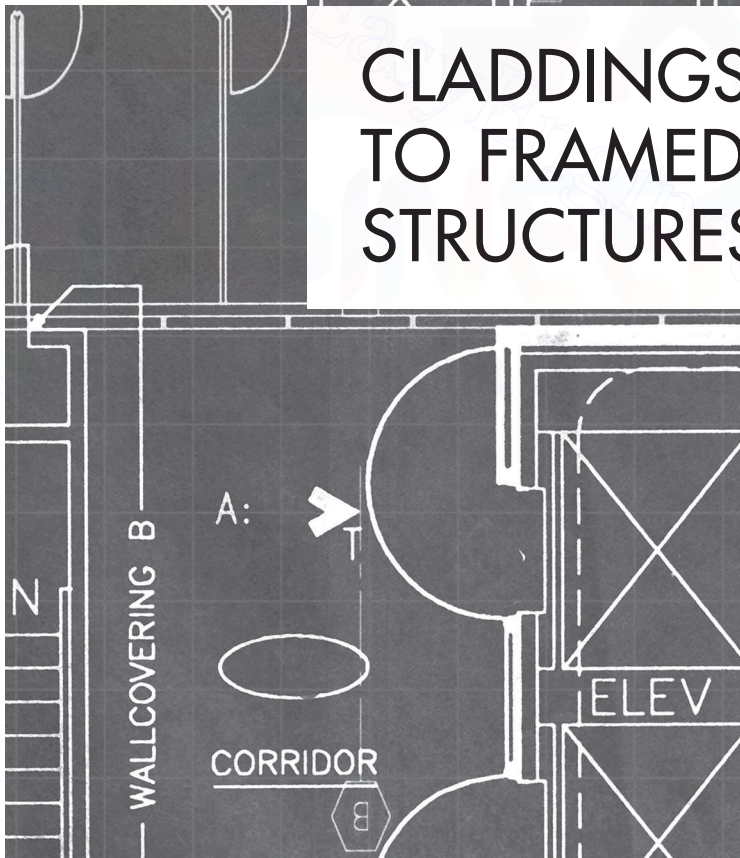 CLADDINGS
TO FRAMED
STRUCTURES
A:
T
N
WALLCOVERING B
ELEV
CORRIDOR
B